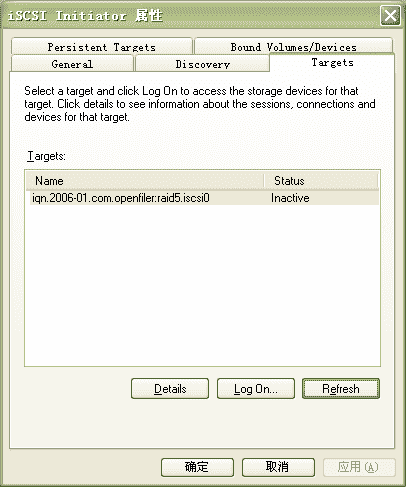 iSCSI Initiator 属性
Persistent Targets Bound Volumes/Devices
General Discovery Targets
Select a target and click Log On to access the storage devices for that
target. Click details to see information about the sessions, connections and
devices for that target.
Targets:
Name Status
iqn.2006-01.com.openfiler:raid5.iscsi0 Inactive
Details Log On... Refresh
确定 取消 应用(A)